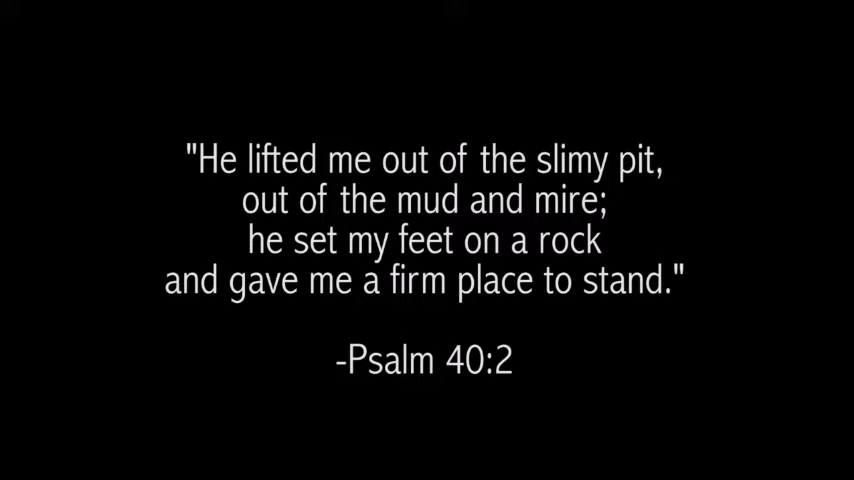 "He lifted me out of the slimy pit,
out of the mud and mire;
he set my feet on a rock
and gave me a firm place to stand."
-Psalm 40:2